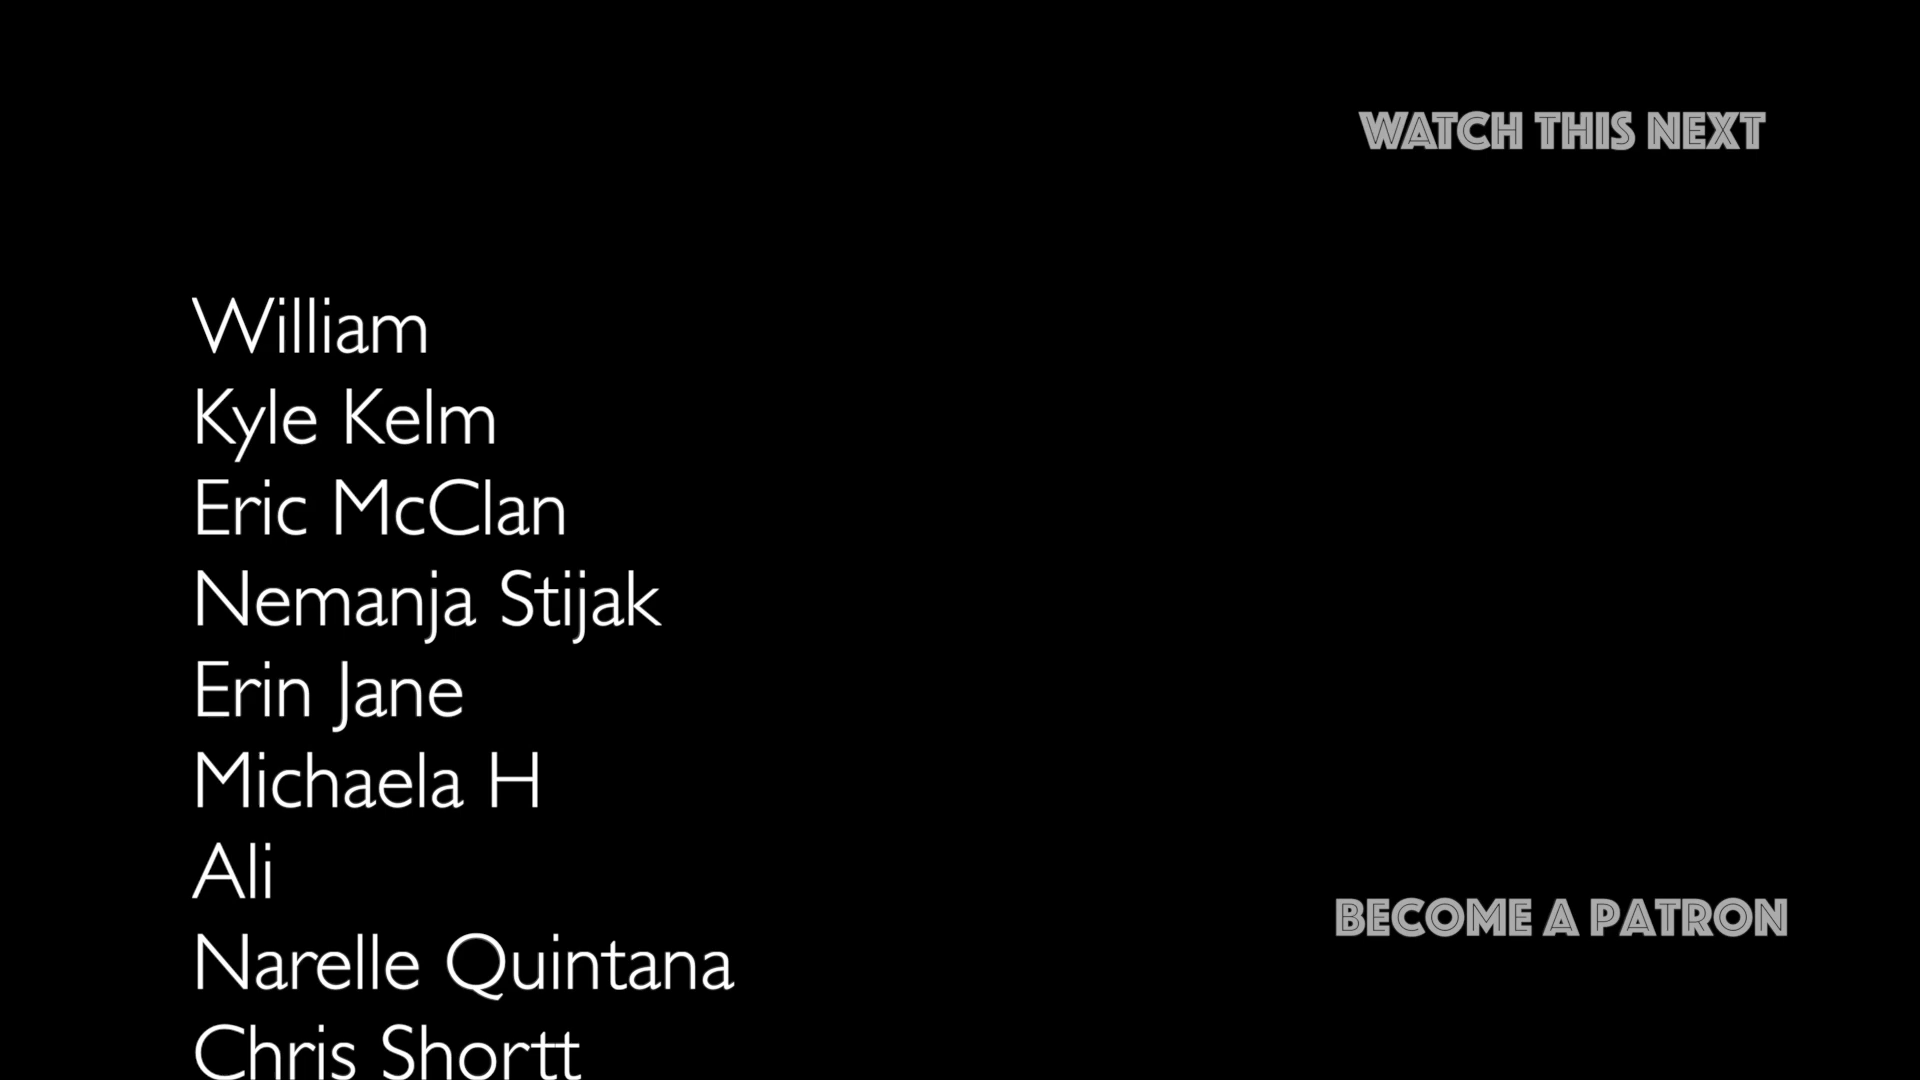 WATCH THIS NEXT
William
Kyle Kelm
Eric McClan
Nemanja Stijak
Erin Jane
Michaela H
Ali
Narelle Quintana
Chris Shortt
BECOME A PATRON